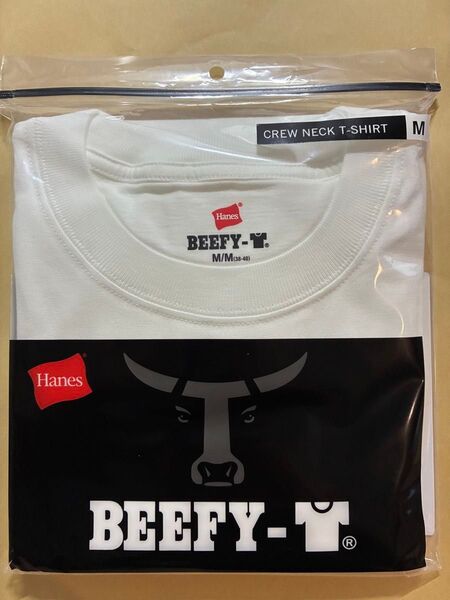 CREW NECK T-SHIRT M
Hanes
BEEFY-T®
M/M(38-40)
Hanes®
BEEFY-T®